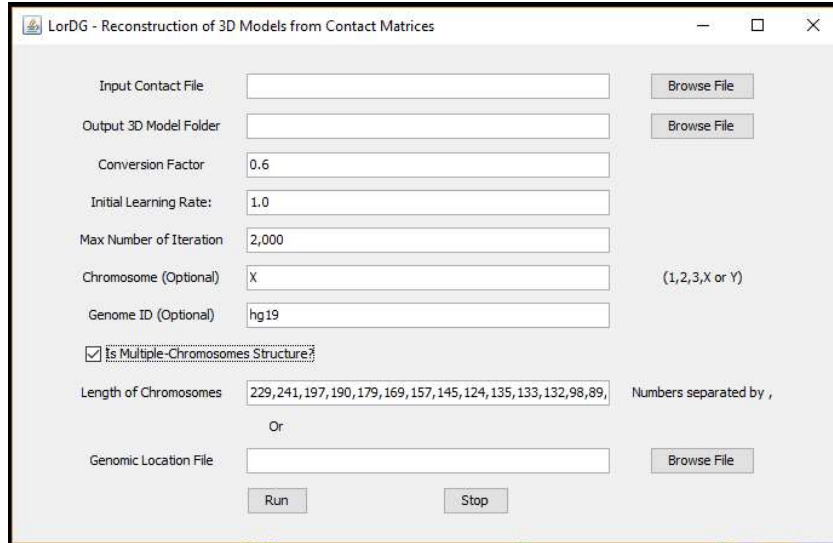 LorDG - Reconstruction of 3D Models from Contact Matrices
Input Contact File Browse File
Output 3D Model Folder Browse File
Conversion Factor 0.6
Initial Learning Rate: 1.0
Max Number of Iteration 2,000
Chromosome (Optional) X (1,2,3,X or Y)
Genome ID (Optional) hg19
Is Multiple-Chromosomes Structure?
Length of Chromosomes 229,241,197,190,179,169,157,145,124,135,133,132,98,89, Numbers separated by ,
Or
Genomic Location File Browse File
Run Stop